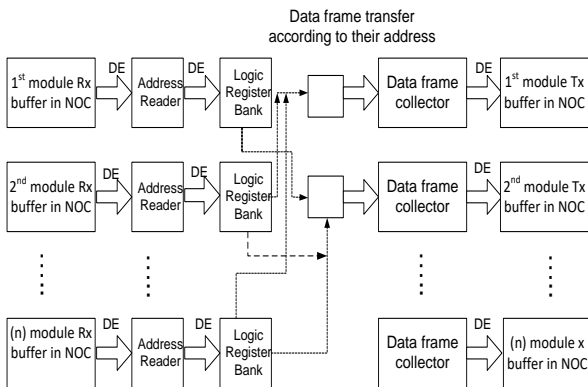 Data frame transfer
according to their address
DE
DE
DE
1st module Rx
buffer in NOC
Address
Reader
Logic
Register
Bank
Data frame
collector
1st module Tx
buffer in NOC
DE
DE
DE
2nd module Rx
buffer in NOC
Address
Reader
Logic
Register
Bank
Data frame
collector
2nd module Tx
buffer in NOC
DE
DE
DE
(n) module Rx
buffer in NOC
Address
Reader
Logic
Register
Bank
Data frame
collector
(n) module x
buffer in NOC